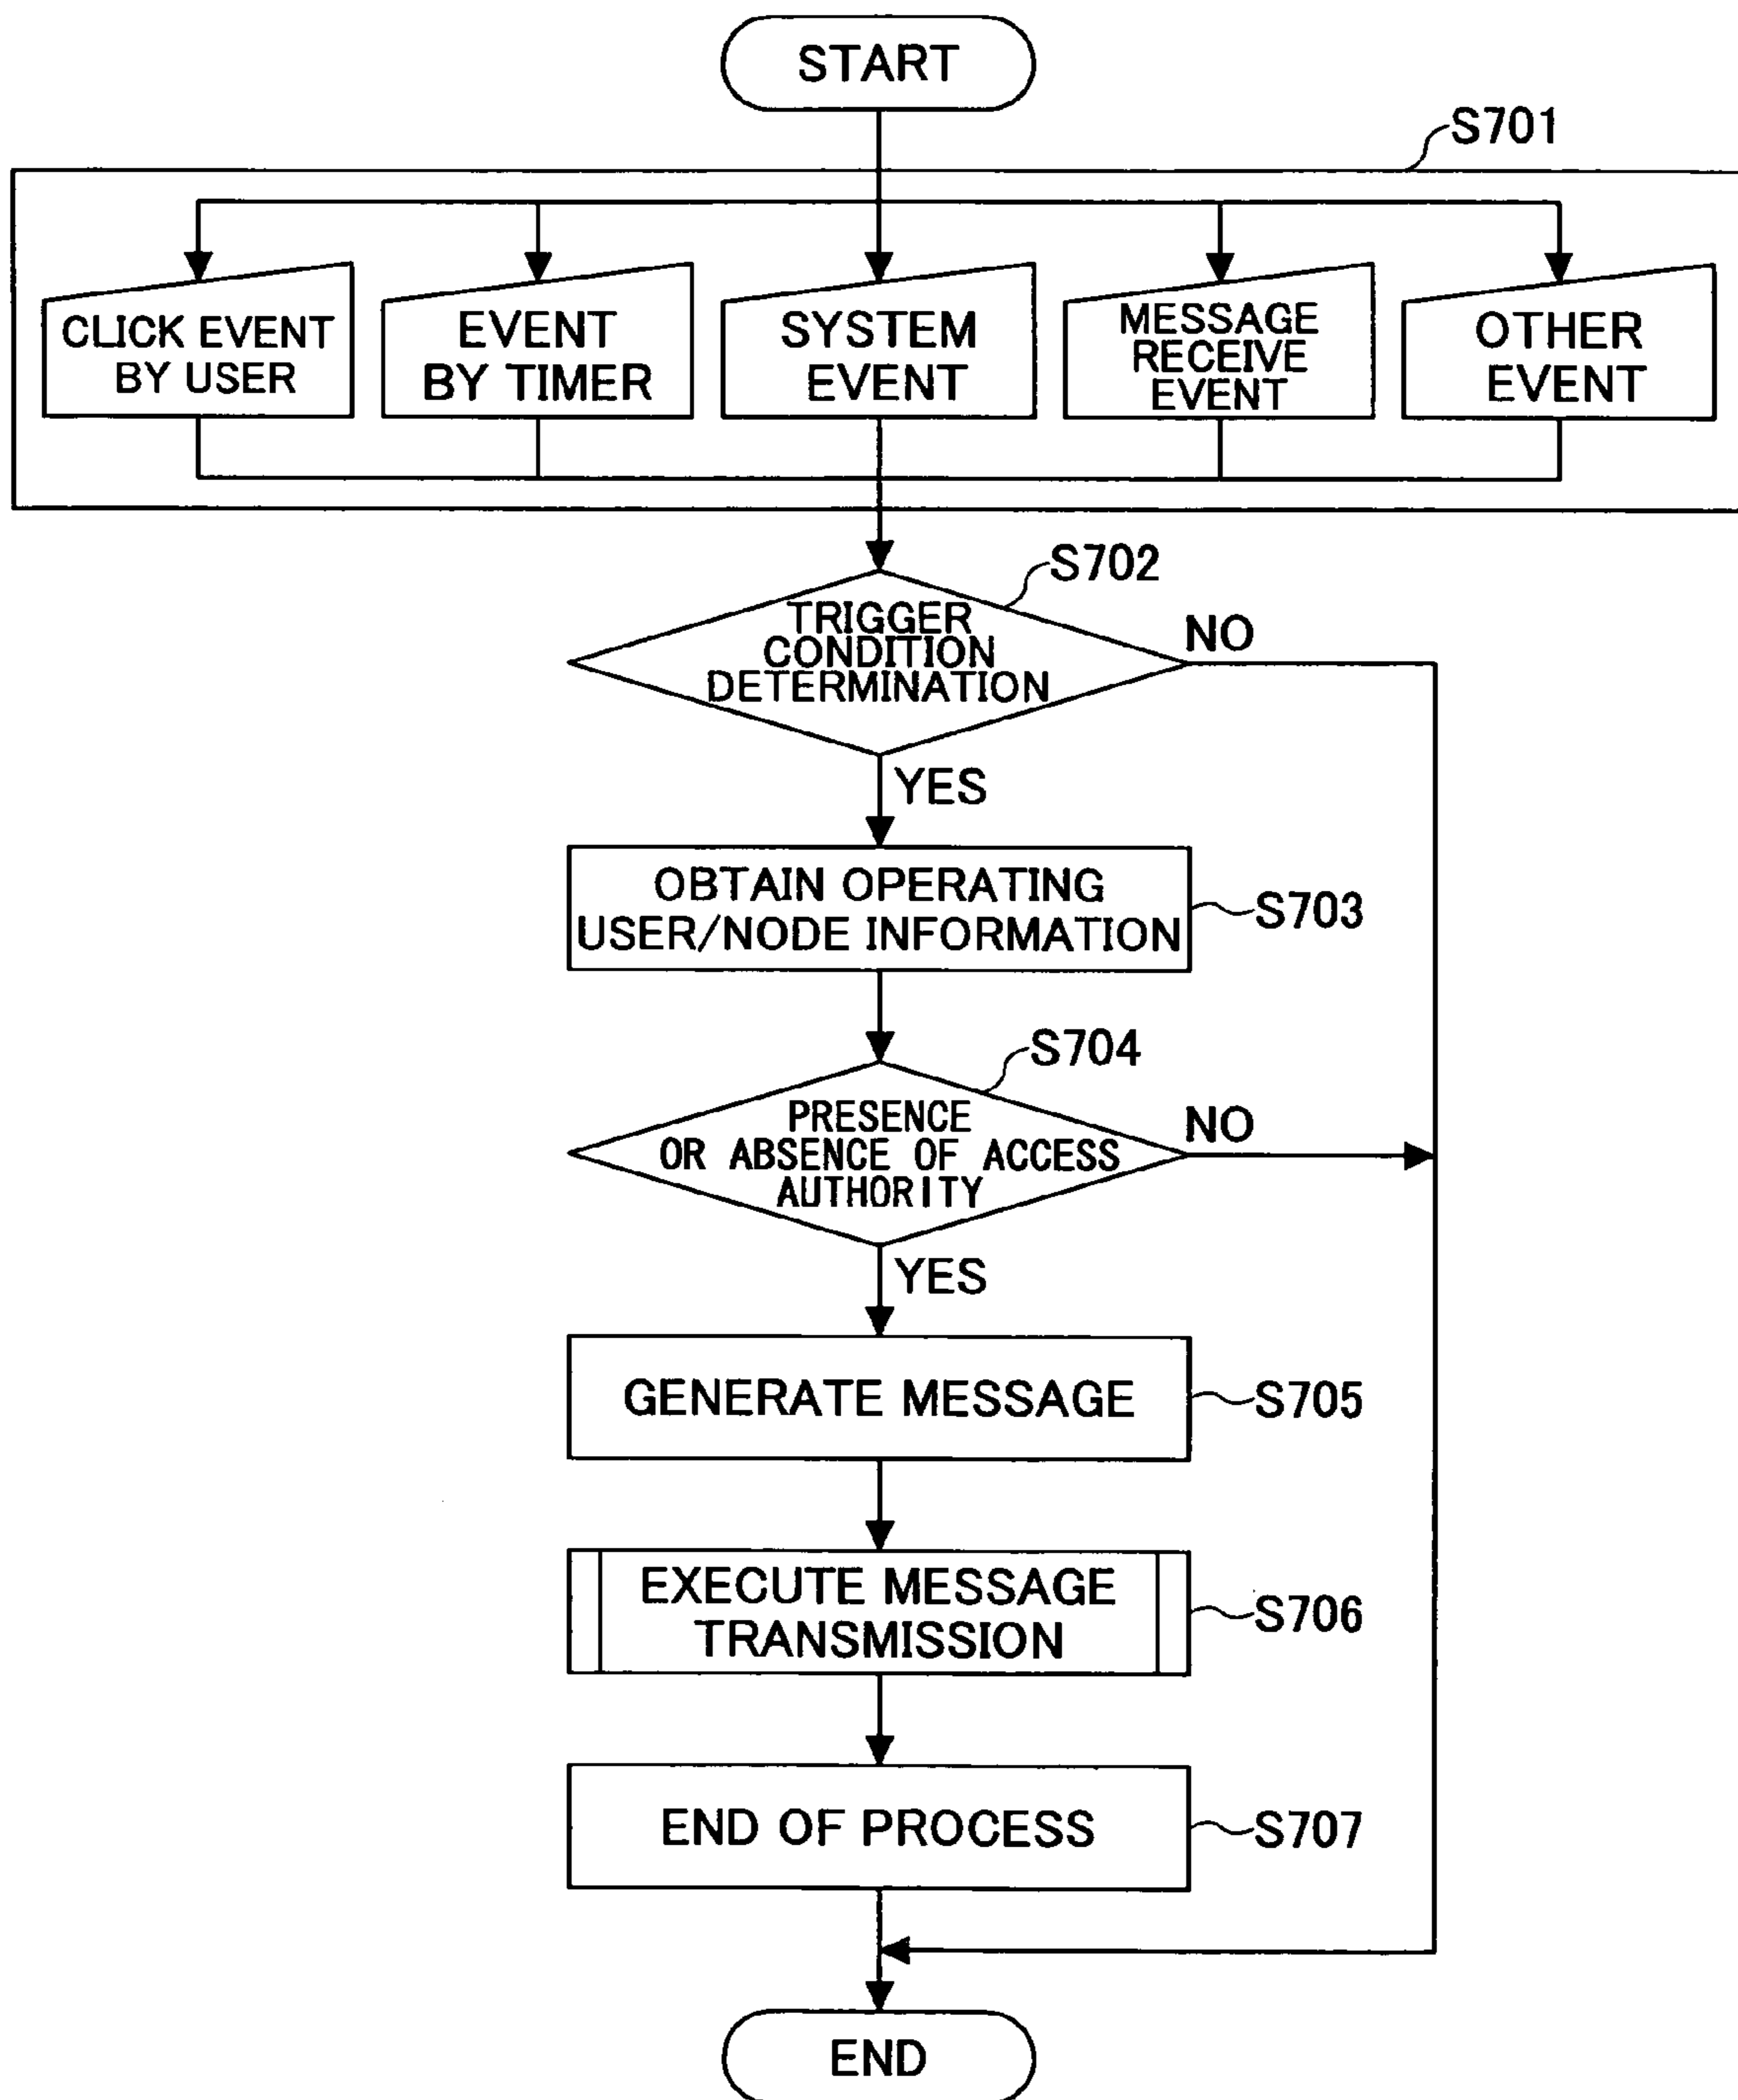 START
S701
CLICK EVENT
BY USER
EVENT
BY TIMER
SYSTEM
EVENT
MESSAGE
RECEIVE
EVENT
OTHER
EVENT
S702
TRIGGER
CONDITION
DETERMINATION
NO
YES
OBTAIN OPERATING
USER/NODE INFORMATION
S703
S704
PRESENCE
OR ABSENCE OF ACCESS
AUTHORITY
NO
YES
GENERATE MESSAGE
S705
EXECUTE MESSAGE
TRANSMISSION
S706
END OF PROCESS
S707
END